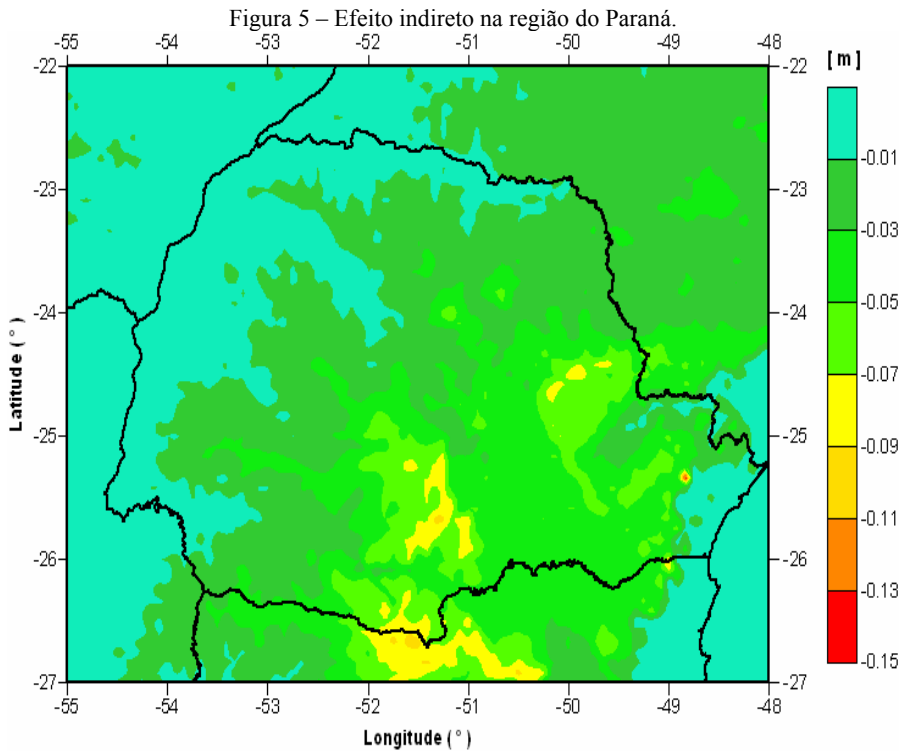 Figura 5 – Efeito indireto na região do Paraná.
-55 -54 -53 -52 -51 -50 -49 -48
[ m ]
-22 -22
-0.01
-23 -23
-0.03
-24 -24
-0.05
-0.07
-25 -25
-0.09
-0.11
-26 -26
-0.13
-0.15
-27 -27
-55 -54 -53 -52 -51 -50 -49 -48
Latitude ( ° )
Longitude ( ° )